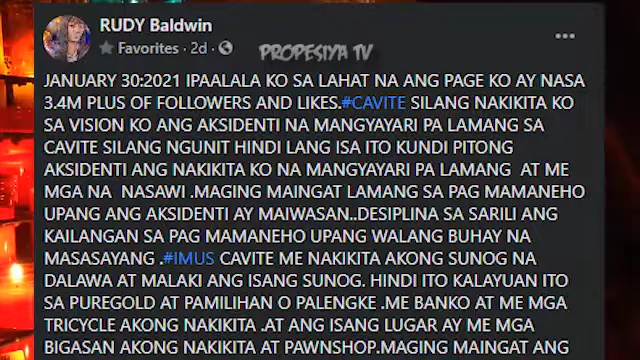 RUDY Baldwin
Favorites · 2d ·
PROPESIYA TV
JANUARY 30:2021 IPAALALA KO SA LAHAT NA ANG PAGE KO AY NASA
3.4M PLUS OF FOLLOWERS AND LIKES.#CAVITE SILANG NAKIKITA KO
SA VISION KO ANG AKSIDENTI NA MANGYAYARI PA LAMANG SA
CAVITE SILANG NGUNIT HINDI LANG ISA ITO KUNDI PITONG
AKSIDENTI ANG NAKIKITA KO NA MANGYAYARI PA LAMANG AT ME
MGA NA NASAWI .MAGING MAINGAT LAMANG SA PAG MAMANEHO
UPANG ANG AKSIDENTI AY MAIWASAN..DESIPLINA SA SARILI ANG
KAILANGAN SA PAG MAMANEHO UPANG WALANG BUHAY NA
MASASAYANG .#IMUS CAVITE ME NAKIKITA AKONG SUNOG NA
DALAWA AT MALAKI ANG ISANG SUNOG. HINDI ITO KALAYUAN ITO
SA PUREGOLD AT PAMILIHAN O PALENGKE .ME BANKO AT ME MGA
TRICYCLE AKONG NAKIKITA .AT ANG ISANG LUGAR AY ME MGA
BIGASAN AKONG NAKIKITA AT PAWNSHOP.MAGING MAINGAT ANG